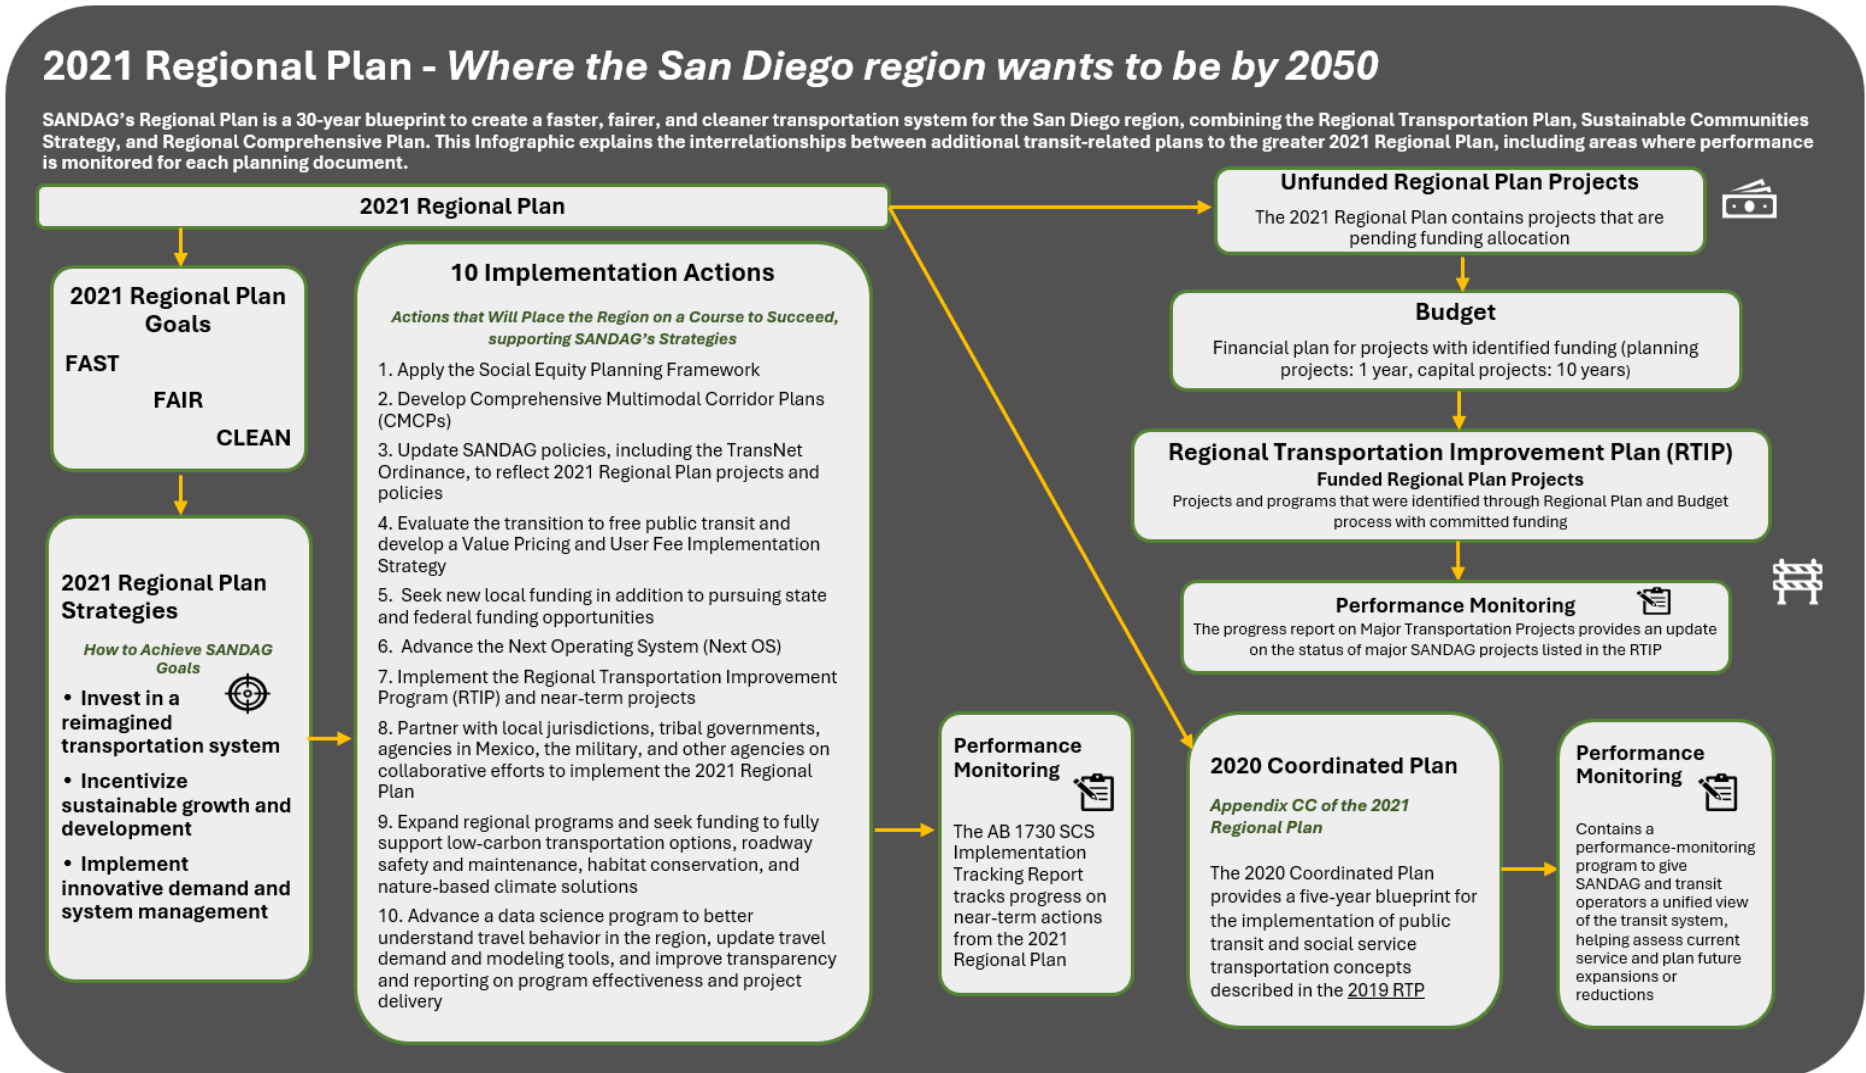 2021 Regional Plan - Where the San Diego region wants to be by 2050
SANDAG's Regional Plan is a 30-year blueprint to create a faster, fairer, and cleaner transportation system for the San Diego region, combining the Regional Transportation Plan, Sustainable Communities
Strategy, and Regional Comprehensive Plan. This Infographic explains the interrelationships between additional transit-related plans to the greater 2021 Regional Plan, including areas where performance
is monitored for each planning document.
2021 Regional Plan
2021 Regional Plan
Goals
FAST
FAIR
CLEAN
2021 Regional Plan
Strategies
How to Achieve SANDAG
Goals
• Invest in a
reimagined
transportation system
• Incentivize
sustainable growth and
development
• Implement
innovative demand and
system management
10 Implementation Actions
Actions that Will Place the Region on a Course to Succeed,
supporting SANDAG's Strategies
1. Apply the Social Equity Planning Framework
2. Develop Comprehensive Multimodal Corridor Plans
(CMCPs)
3. Update SANDAG policies, including the TransNet
Ordinance, to reflect 2021 Regional Plan projects and
policies
4. Evaluate the transition to free public transit and
develop a Value Pricing and User Fee Implementation
Strategy
5. Seek new local funding in addition to pursuing state
and federal funding opportunities
6. Advance the Next Operating System (Next OS)
7. Implement the Regional Transportation Improvement
Program (RTIP) and near-term projects
8. Partner with local jurisdictions, tribal governments,
agencies in Mexico, the military, and other agencies on
collaborative efforts to implement the 2021 Regional
Plan
9. Expand regional programs and seek funding to fully
support low-carbon transportation options, roadway
safety and maintenance, habitat conservation, and
nature-based climate solutions
10. Advance a data science program to better
understand travel behavior in the region, update travel
demand and modeling tools, and improve transparency
and reporting on program effectiveness and project
delivery
Performance
Monitoring
The AB 1730 SCS
Implementation
Tracking Report
tracks progress on
near-term actions
from the 2021
Regional Plan
Unfunded Regional Plan Projects
The 2021 Regional Plan contains projects that are
pending funding allocation
Budget
Financial plan for projects with identified funding (planning
projects: 1 year, capital projects: 10 years)
Regional Transportation Improvement Plan (RTIP)
Funded Regional Plan Projects
Projects and programs that were identified through Regional Plan and Budget
process with committed funding
Performance Monitoring
The progress report on Major Transportation Projects provides an update
on the status of major SANDAG projects listed in the RTIP
2020 Coordinated Plan
Appendix CC of the 2021
Regional Plan
The 2020 Coordinated Plan
provides a five-year blueprint for
the implementation of public
transit and social service
transportation concepts
described in the 2019 RTP
Performance
Monitoring
Contains a
performance-monitoring
program to give
SANDAG and transit
operators a unified view
of the transit system,
helping assess current
service and plan future
expansions or
reductions